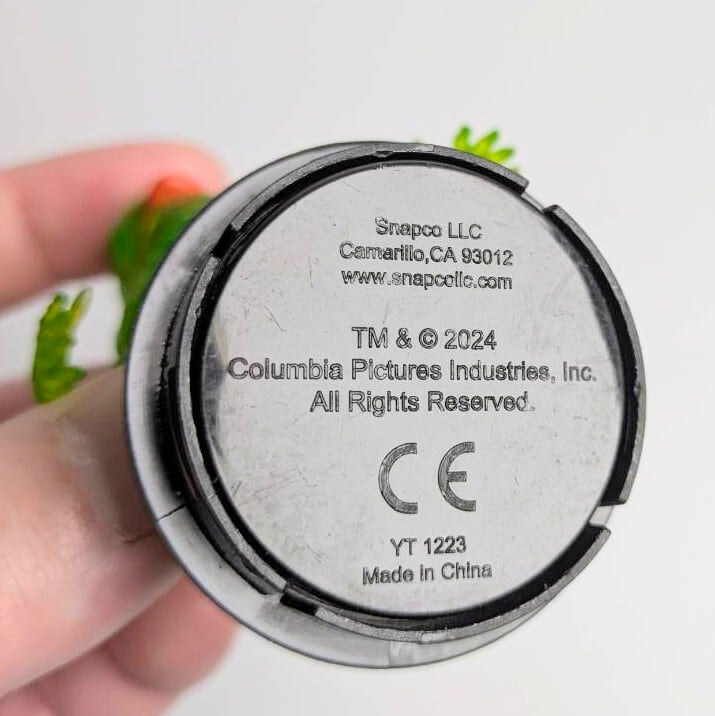 Snapco LLC
Camarillo,CA 93012
www.snapcollc.com
TM & © 2024
Columbia Pictures Industries, Inc.
All Rights Reserved.
CE
YT 1223
Made in China